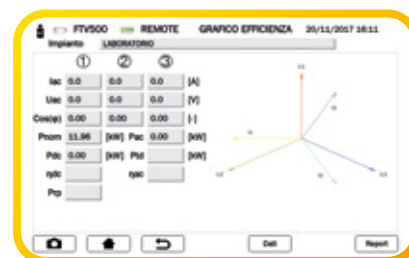 FTV500 REMOTE GRAFICO EFFICIENZA 20/11/2017 16:11
Impianto LABORATORIO
① ② ③
Iac 0.0 0.0 0.0 [A]
Uac 0.0 0.0 0.0 [V]
Cos(φ) 0.00 0.00 0.00 [-]
Pnom 11.96 [kW] Pac 0.00 [kW]
Pdc 0.00 [kW] Ptd [kW]
ηdc ηac
Prp
Dati Report